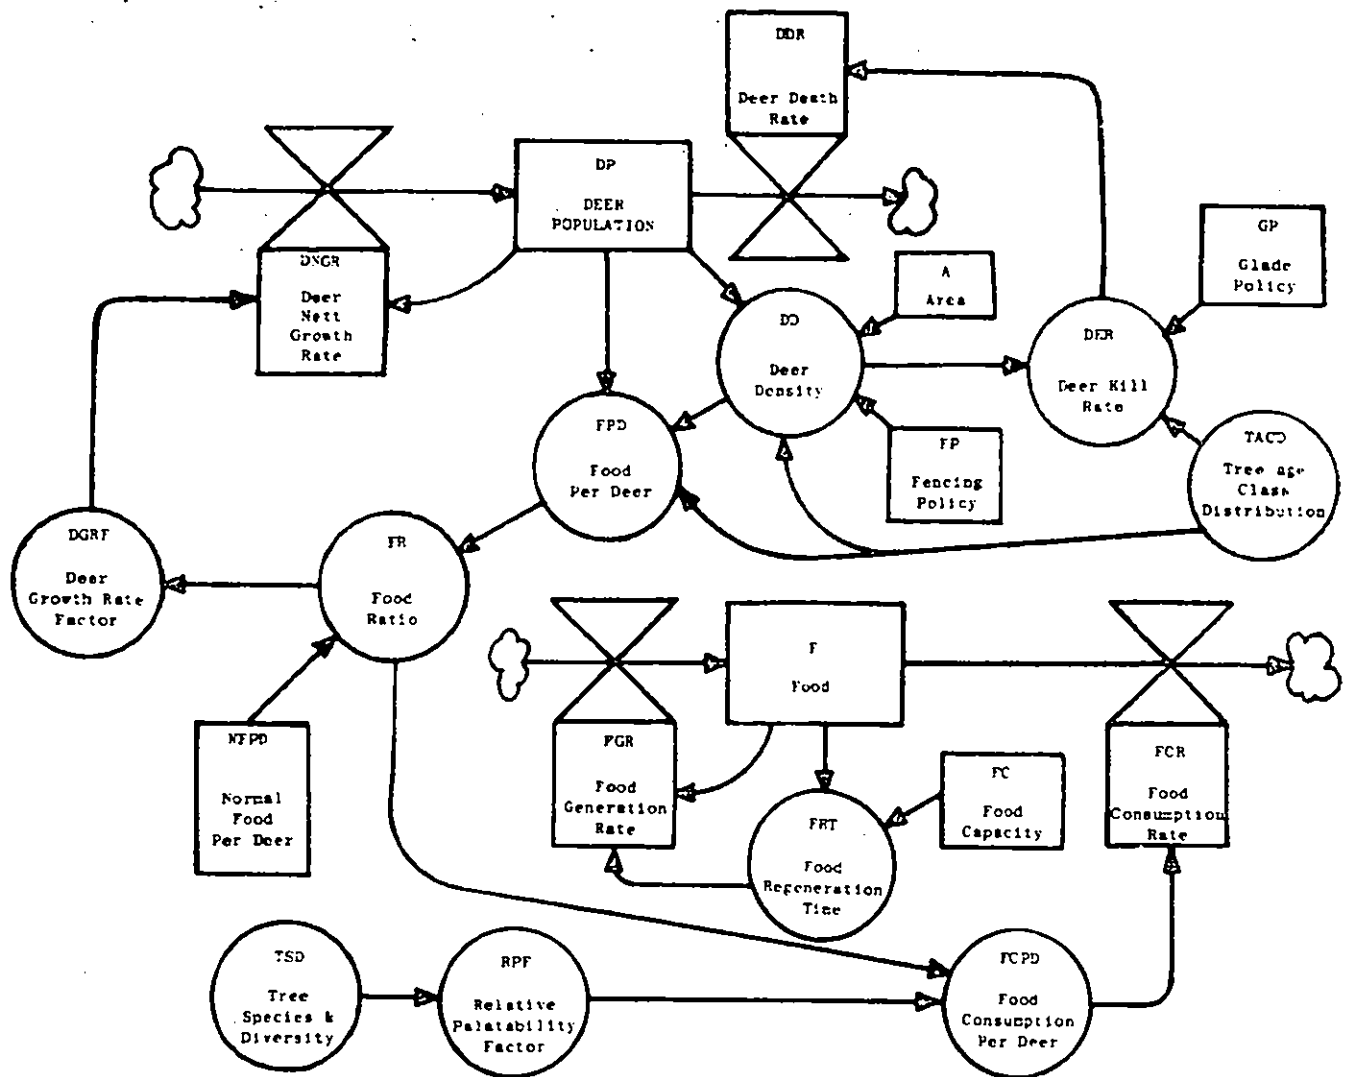 DDR
Deer Death
Rate
DP
DEER
POPULATION
GP
Glade
Policy
DNGR
Deer
Nett
Growth
Rate
A
Area
DD
Deer
Density
DER
Deer Kill
Rate
FPD
Food
Per Deer
FP
Fencing
Policy
TACD
Tree age
Class
Distribution
DGRF
Deer
Growth Rate
Factor
FR
Food
Ratio
F
Food
NFPD
Normal
Food
Per Deer
FGR
Food
Generation
Rate
FC
Food
Capacity
FCR
Food
Consumption
Rate
FRT
Food
Regeneration
Time
TSD
Tree
Species &
Diversity
RPF
Relative
Palatability
Factor
FCPD
Food
Consumption
Per Deer